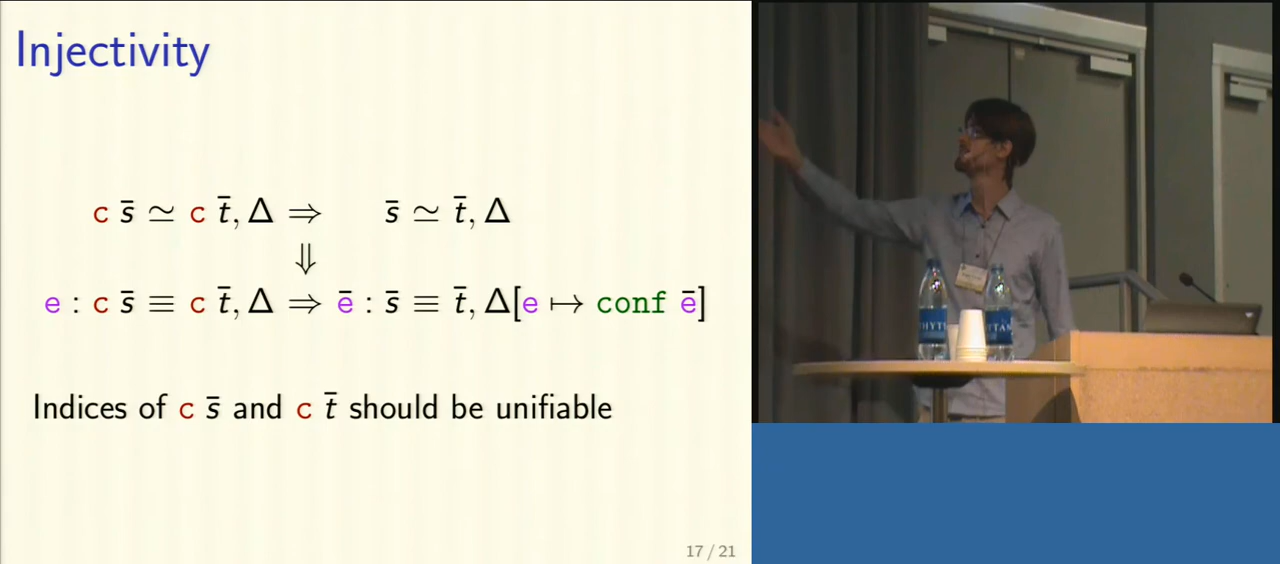 Injectivity
c s̄ ≃ c t̄, Δ ⇒ s̄ ≃ t̄, Δ
⇓
e : c s̄ ≡ c t̄, Δ ⇒ ē : s̄ ≡ t̄, Δ[e ↦ conf ē]
Indices of c s̄ and c t̄ should be unifiable
17 / 21